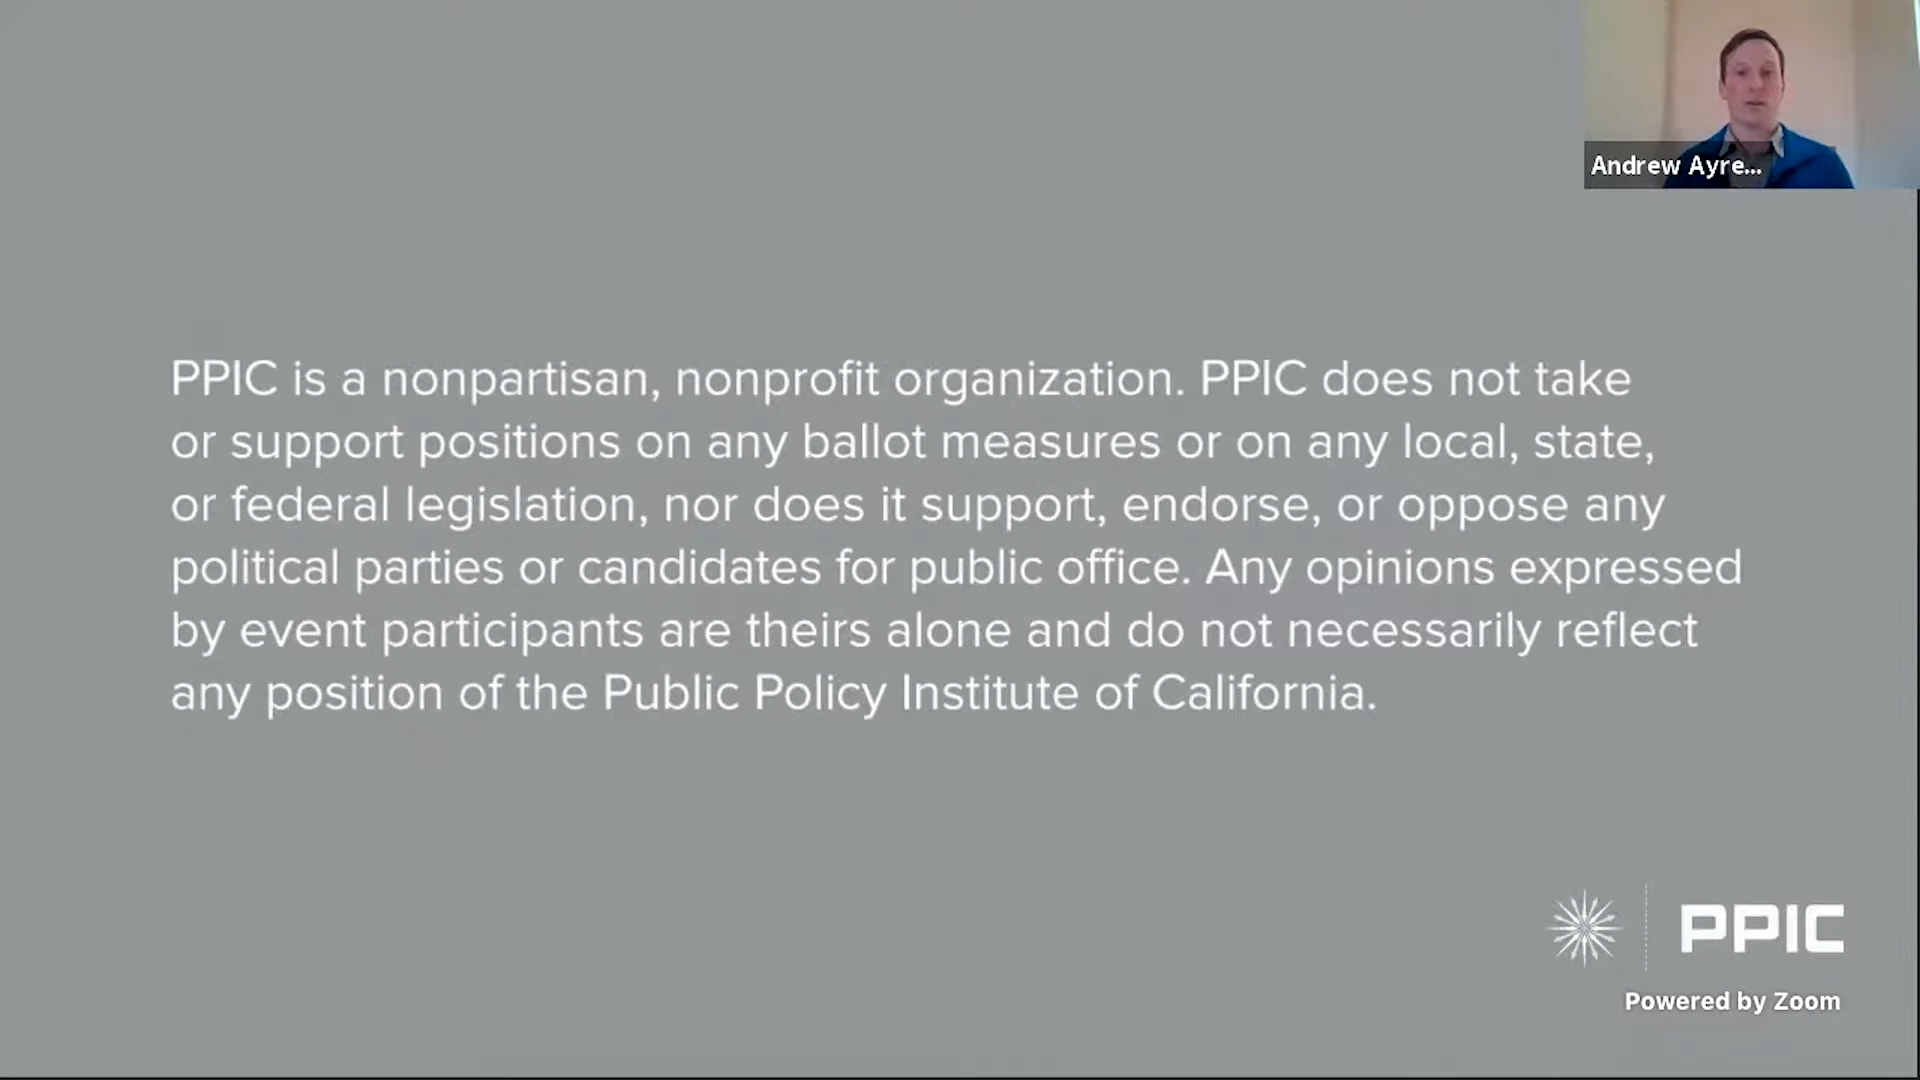 Andrew Ayre...
PPIC is a nonpartisan, nonprofit organization. PPIC does not take
or support positions on any ballot measures or on any local, state,
or federal legislation, nor does it support, endorse, or oppose any
political parties or candidates for public office. Any opinions expressed
by event participants are theirs alone and do not necessarily reflect
any position of the Public Policy Institute of California.
PPIC
Powered by Zoom